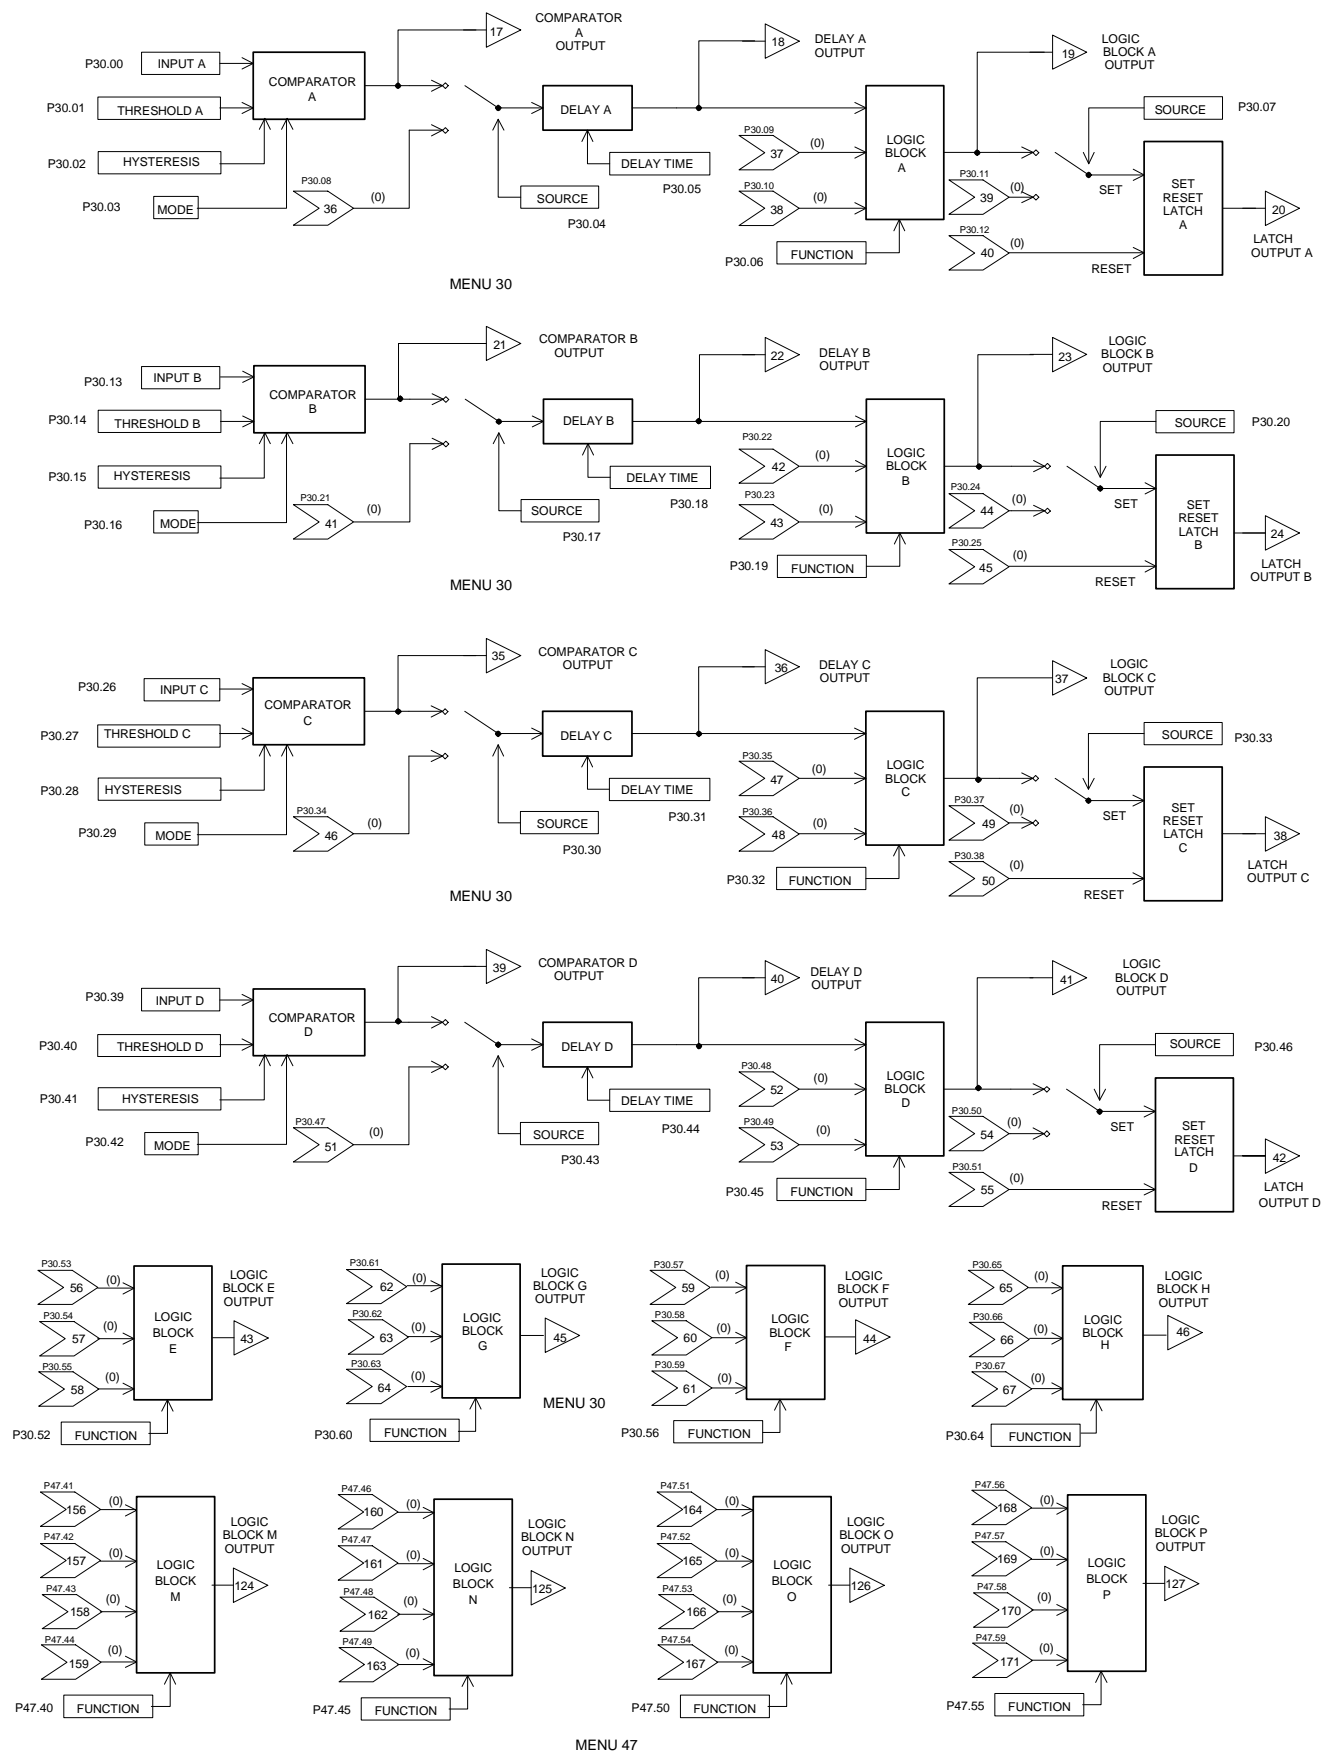 COMPARATOR
A
OUTPUT
17
DELAY A
OUTPUT
18
LOGIC
BLOCK A
OUTPUT
19
P30.00
INPUT A
P30.01
THRESHOLD A
P30.02
HYSTERESIS
P30.03
MODE
COMPARATOR
A
P30.08
36
(0)
SOURCE
P30.04
DELAY A
DELAY TIME
P30.05
P30.09
37
(0)
P30.10
38
(0)
P30.06
FUNCTION
LOGIC
BLOCK
A
P30.11
39
(0)
P30.12
40
(0)
SOURCE
P30.07
SET
RESET
SET
RESET
LATCH
A
20
LATCH
OUTPUT A
MENU 30
21
COMPARATOR B
OUTPUT
22
DELAY B
OUTPUT
23
LOGIC
BLOCK B
OUTPUT
P30.13
INPUT B
P30.14
THRESHOLD B
P30.15
HYSTERESIS
P30.16
MODE
COMPARATOR
B
P30.21
41
(0)
SOURCE
P30.17
DELAY B
DELAY TIME
P30.18
P30.22
42
(0)
P30.23
43
(0)
P30.19
FUNCTION
LOGIC
BLOCK
B
P30.24
44
(0)
P30.25
45
(0)
SOURCE
P30.20
SET
RESET
SET
RESET
LATCH
B
24
LATCH
OUTPUT B
MENU 30
35
COMPARATOR C
OUTPUT
36
DELAY C
OUTPUT
37
LOGIC
BLOCK C
OUTPUT
P30.26
INPUT C
P30.27
THRESHOLD C
P30.28
HYSTERESIS
P30.29
MODE
COMPARATOR
C
P30.34
46
(0)
SOURCE
P30.30
DELAY C
DELAY TIME
P30.31
P30.35
47
(0)
P30.36
48
(0)
P30.32
FUNCTION
LOGIC
BLOCK
C
P30.37
49
(0)
P30.38
50
(0)
SOURCE
P30.33
SET
RESET
SET
RESET
LATCH
C
38
LATCH
OUTPUT C
MENU 30
39
COMPARATOR D
OUTPUT
40
DELAY D
OUTPUT
41
LOGIC
BLOCK D
OUTPUT
P30.39
INPUT D
P30.40
THRESHOLD D
P30.41
HYSTERESIS
P30.42
MODE
COMPARATOR
D
P30.47
51
(0)
SOURCE
P30.43
DELAY D
DELAY TIME
P30.44
P30.48
52
(0)
P30.49
53
(0)
P30.45
FUNCTION
LOGIC
BLOCK
D
P30.50
54
(0)
P30.51
55
(0)
SOURCE
P30.46
SET
RESET
SET
RESET
LATCH
D
42
LATCH
OUTPUT D
P30.53
56
(0)
P30.54
57
(0)
P30.55
58
(0)
P30.52
FUNCTION
LOGIC
BLOCK
E
LOGIC
BLOCK E
OUTPUT
43
P30.61
62
(0)
P30.62
63
(0)
P30.63
64
(0)
P30.60
FUNCTION
LOGIC
BLOCK
G
LOGIC
BLOCK G
OUTPUT
45
P30.57
59
(0)
P30.58
60
(0)
P30.59
61
(0)
P30.56
FUNCTION
LOGIC
BLOCK
F
LOGIC
BLOCK F
OUTPUT
44
P30.65
65
(0)
P30.66
66
(0)
P30.67
67
(0)
P30.64
FUNCTION
LOGIC
BLOCK
H
LOGIC
BLOCK H
OUTPUT
46
MENU 30
P47.41
156
(0)
P47.42
157
(0)
P47.43
158
(0)
P47.44
159
(0)
P47.40
FUNCTION
LOGIC
BLOCK
M
LOGIC
BLOCK M
OUTPUT
124
P47.46
160
(0)
P47.47
161
(0)
P47.48
162
(0)
P47.49
163
(0)
P47.45
FUNCTION
LOGIC
BLOCK
N
LOGIC
BLOCK N
OUTPUT
125
P47.51
164
(0)
P47.52
165
(0)
P47.53
166
(0)
P47.54
167
(0)
P47.50
FUNCTION
LOGIC
BLOCK
O
LOGIC
BLOCK O
OUTPUT
126
P47.56
168
(0)
P47.57
169
(0)
P47.58
170
(0)
P47.59
171
(0)
P47.55
FUNCTION
LOGIC
BLOCK
P
LOGIC
BLOCK P
OUTPUT
127
MENU 47